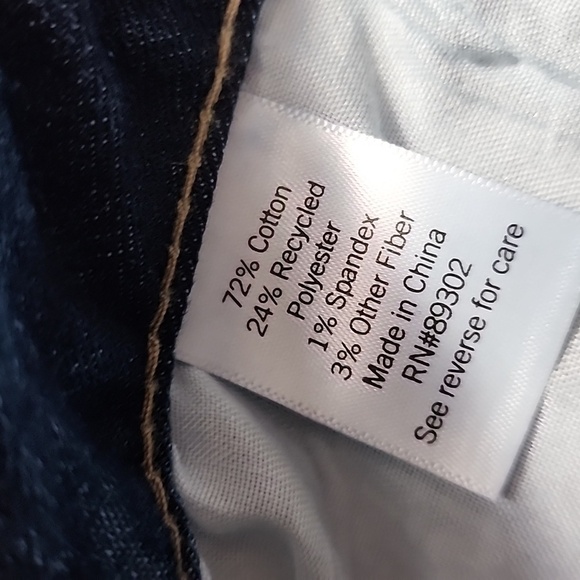 72% Cotton
24% Recycled
Polyester
1% Spandex
3% Other Fiber
Made in China
RN#89302
See reverse for care